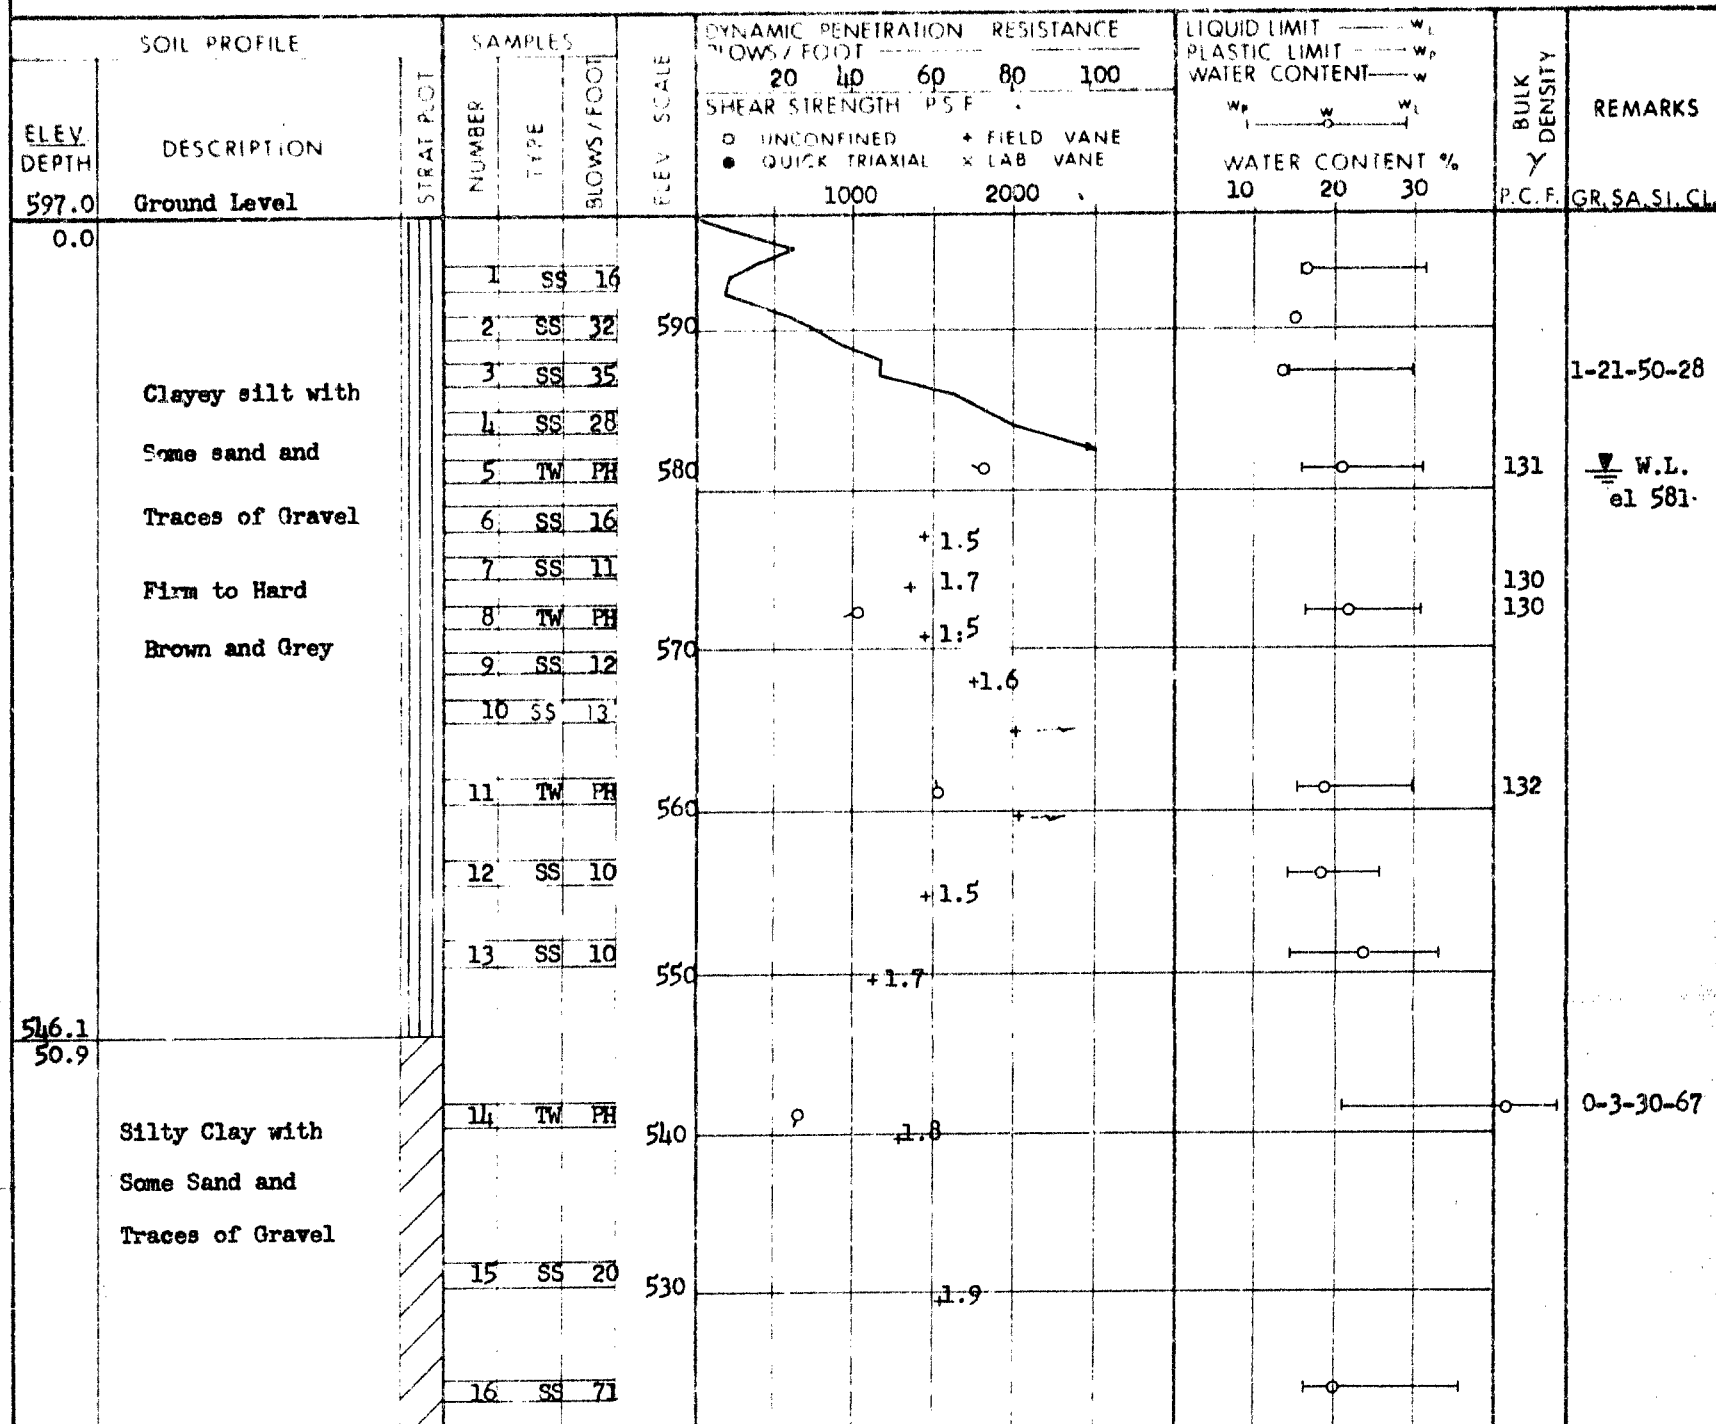 SOIL PROFILE
SAMPLES
DYNAMIC PENETRATION RESISTANCE
BLOWS / FOOT
20 40 60 80 100
SHEAR STRENGTH P S F
○ UNCONFINED + FIELD VANE
● QUICK TRIAXIAL × LAB VANE
1000 2000
LIQUID LIMIT — wL
PLASTIC LIMIT — wP
WATER CONTENT — w
wP w wL
WATER CONTENT %
10 20 30
BULK DENSITY
γ
P.C.F.
REMARKS
GR. SA. SI. CL.
ELEV
DEPTH
DESCRIPTION
STRAT PLOT
NUMBER
TYPE
BLOWS / FOOT
ELEV SCALE
597.0 Ground Level
0.0
1 SS 16
2 SS 32
590
3 SS 35
1-21-50-28
Clayey silt with
4 SS 28
Some sand and
5 TW PH
580
131
W.L.
el 581.
Traces of Gravel
6 SS 16
1.5
7 SS 11
1.7
130
Firm to Hard
8 TW PH
130
1.5
Brown and Grey
570
9 SS 12
1.6
10 SS 13
11 TW PH
132
560
12 SS 10
1.5
13 SS 10
550
1.7
546.1
50.9
14 TW PH
0-3-30-67
Silty Clay with
540
1.8
Some Sand and
Traces of Gravel
15 SS 20
530
1.9
16 SS 71